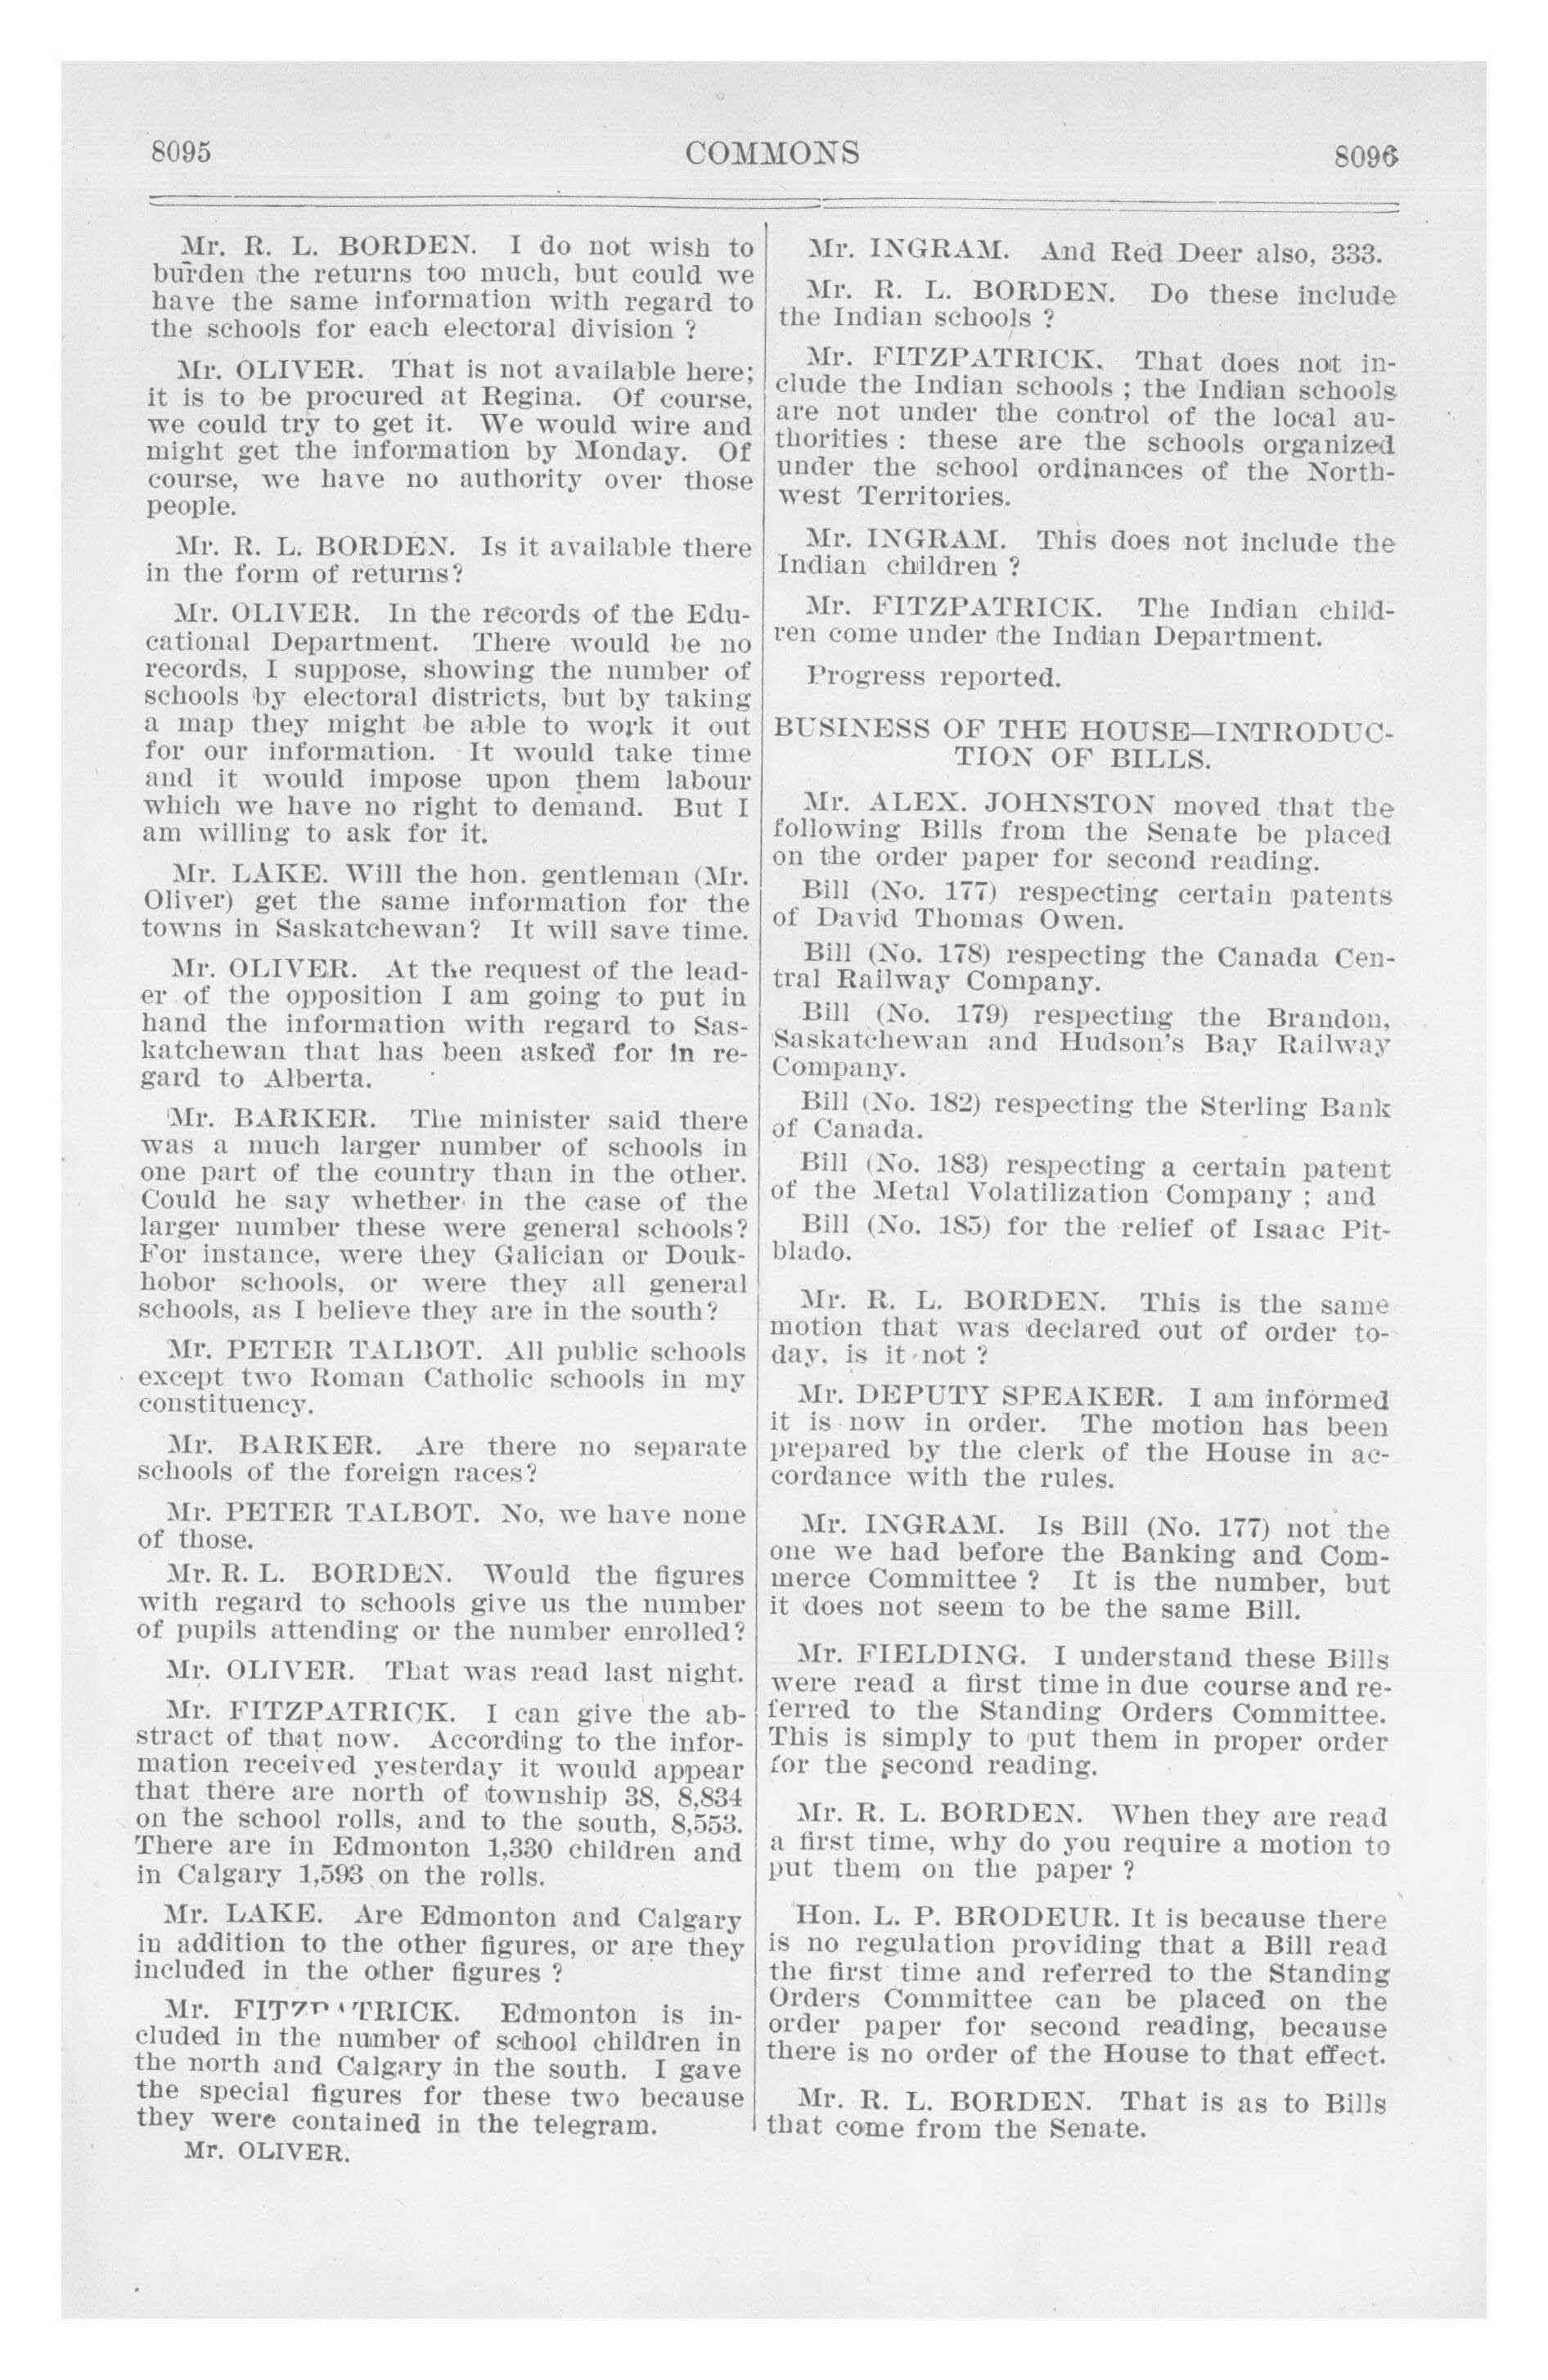 8095
COMMONS
8096
Mr. R. L. BORDEN. I do not wish to
burden the returns too much, but could we
have the same information with regard to
the schools for each electoral division ?
Mr. OLIVER. That is not available here;
it is to be procured at Regina. Of course,
we could try to get it. We would wire and
might get the information by Monday. Of
course, we have no authority over those
people.
Mr. R. L. BORDEN. Is it available there
in the form of returns?
Mr. OLIVER. In the records of the Edu-
cational Department. There would be no
records, I suppose, showing the number of
schools by electoral districts, but by taking
a map they might be able to work it out
for our information. It would take time
and it would impose upon them labour
which we have no right to demand. But I
am willing to ask for it.
Mr. LAKE. Will the hon. gentleman (Mr.
Oliver) get the same information for the
towns in Saskatchewan? It will save time.
Mr. OLIVER. At the request of the lead-
er of the opposition I am going to put in
hand the information with regard to Sas-
katchewan that has been asked for in re-
gard to Alberta.
Mr. BARKER. The minister said there
was a much larger number of schools in
one part of the country than in the other.
Could he say whether in the case of the
larger number these were general schools?
For instance, were they Galician or Douk-
hobor schools, or were they all general
schools, as I believe they are in the south?
Mr. PETER TALBOT. All public schools
except two Roman Catholic schools in my
constituency.
Mr. BARKER. Are there no separate
schools of the foreign races?
Mr. PETER TALBOT. No, we have none
of those.
Mr. R. L. BORDEN. Would the figures
with regard to schools give us the number
of pupils attending or the number enrolled?
Mr. OLIVER. That was read last night.
Mr. FITZPATRICK. I can give the ab-
stract of that now. According to the infor-
mation received yesterday it would appear
that there are north of township 38, 8,834
on the school rolls, and to the south, 8,553.
There are in Edmonton 1,330 children and
in Calgary 1,593 on the rolls.
Mr. LAKE. Are Edmonton and Calgary
in addition to the other figures, or are they
included in the other figures ?
Mr. FITZPATRICK. Edmonton is in-
cluded in the number of school children in
the north and Calgary in the south. I gave
the special figures for these two because
they were contained in the telegram.
Mr. OLIVER.
Mr. INGRAM. And Red Deer also, 333.
Mr. R. L. BORDEN. Do these include
the Indian schools ?
Mr. FITZPATRICK. That does not in-
clude the Indian schools ; the Indian schools
are not under the control of the local au-
thorities : these are the schools organized
under the school ordinances of the North-
west Territories.
Mr. INGRAM. This does not include the
Indian children ?
Mr. FITZPATRICK. The Indian child-
ren come under the Indian Department.
Progress reported.
BUSINESS OF THE HOUSE—INTRODUC-
TION OF BILLS.
Mr. ALEX. JOHNSTON moved that the
following Bills from the Senate be placed
on the order paper for second reading.
Bill (No. 177) respecting certain patents
of David Thomas Owen.
Bill (No. 178) respecting the Canada Cen-
tral Railway Company.
Bill (No. 179) respecting the Brandon,
Saskatchewan and Hudson's Bay Railway
Company.
Bill (No. 182) respecting the Sterling Bank
of Canada.
Bill (No. 183) respecting a certain patent
of the Metal Volatilization Company ; and
Bill (No. 185) for the relief of Isaac Pit-
blado.
Mr. R. L. BORDEN. This is the same
motion that was declared out of order to-
day, is it not ?
Mr. DEPUTY SPEAKER. I am informed
it is now in order. The motion has been
prepared by the clerk of the House in ac-
cordance with the rules.
Mr. INGRAM. Is Bill (No. 177) not the
one we had before the Banking and Com-
merce Committee ? It is the number, but
it does not seem to be the same Bill.
Mr. FIELDING. I understand these Bills
were read a first time in due course and re-
ferred to the Standing Orders Committee.
This is simply to put them in proper order
for the second reading.
Mr. R. L. BORDEN. When they are read
a first time, why do you require a motion to
put them on the paper ?
Hon. L. P. BRODEUR. It is because there
is no regulation providing that a Bill read
the first time and referred to the Standing
Orders Committee can be placed on the
order paper for second reading, because
there is no order of the House to that effect.
Mr. R. L. BORDEN. That is as to Bills
that come from the Senate.